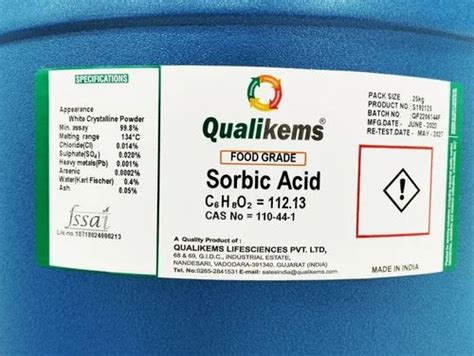 SPECIFICATIONS
Appearance
White Crystalline Powder
Min. assay 99.8%
Melting range 134°C
Chloride(Cl) 0.014%
Sulphate(SO₄) 0.020%
Heavy metals(Pb) 0.001%
Arsenic 0.0002%
Water(Karl Fischer) 0.4%
Ash 0.05%
fssai
Lic no.10718024000213
Qualikems®
FOOD GRADE
Sorbic Acid
C₆H₈O₂ = 112.13
CAS No = 110-44-1
A Quality Product of :
QUALIKEMS LIFESCIENCES PVT. LTD,
68 & 69, G.I.D.C., INDUSTRIAL ESTATE,
NANDESARI, VADODARA-391340. GUJARAT (INDIA)
Tel: No:0265-2841531 E-mail: salesindia@qualikems.com
PACK SIZE : 25kg
PRODUCT NO.: S192125
BATCH NO. : QF2206144F
MFG.DATE - JUNE - 2022
RE-TEST DATE - MAY - 2027
MADE IN INDIA